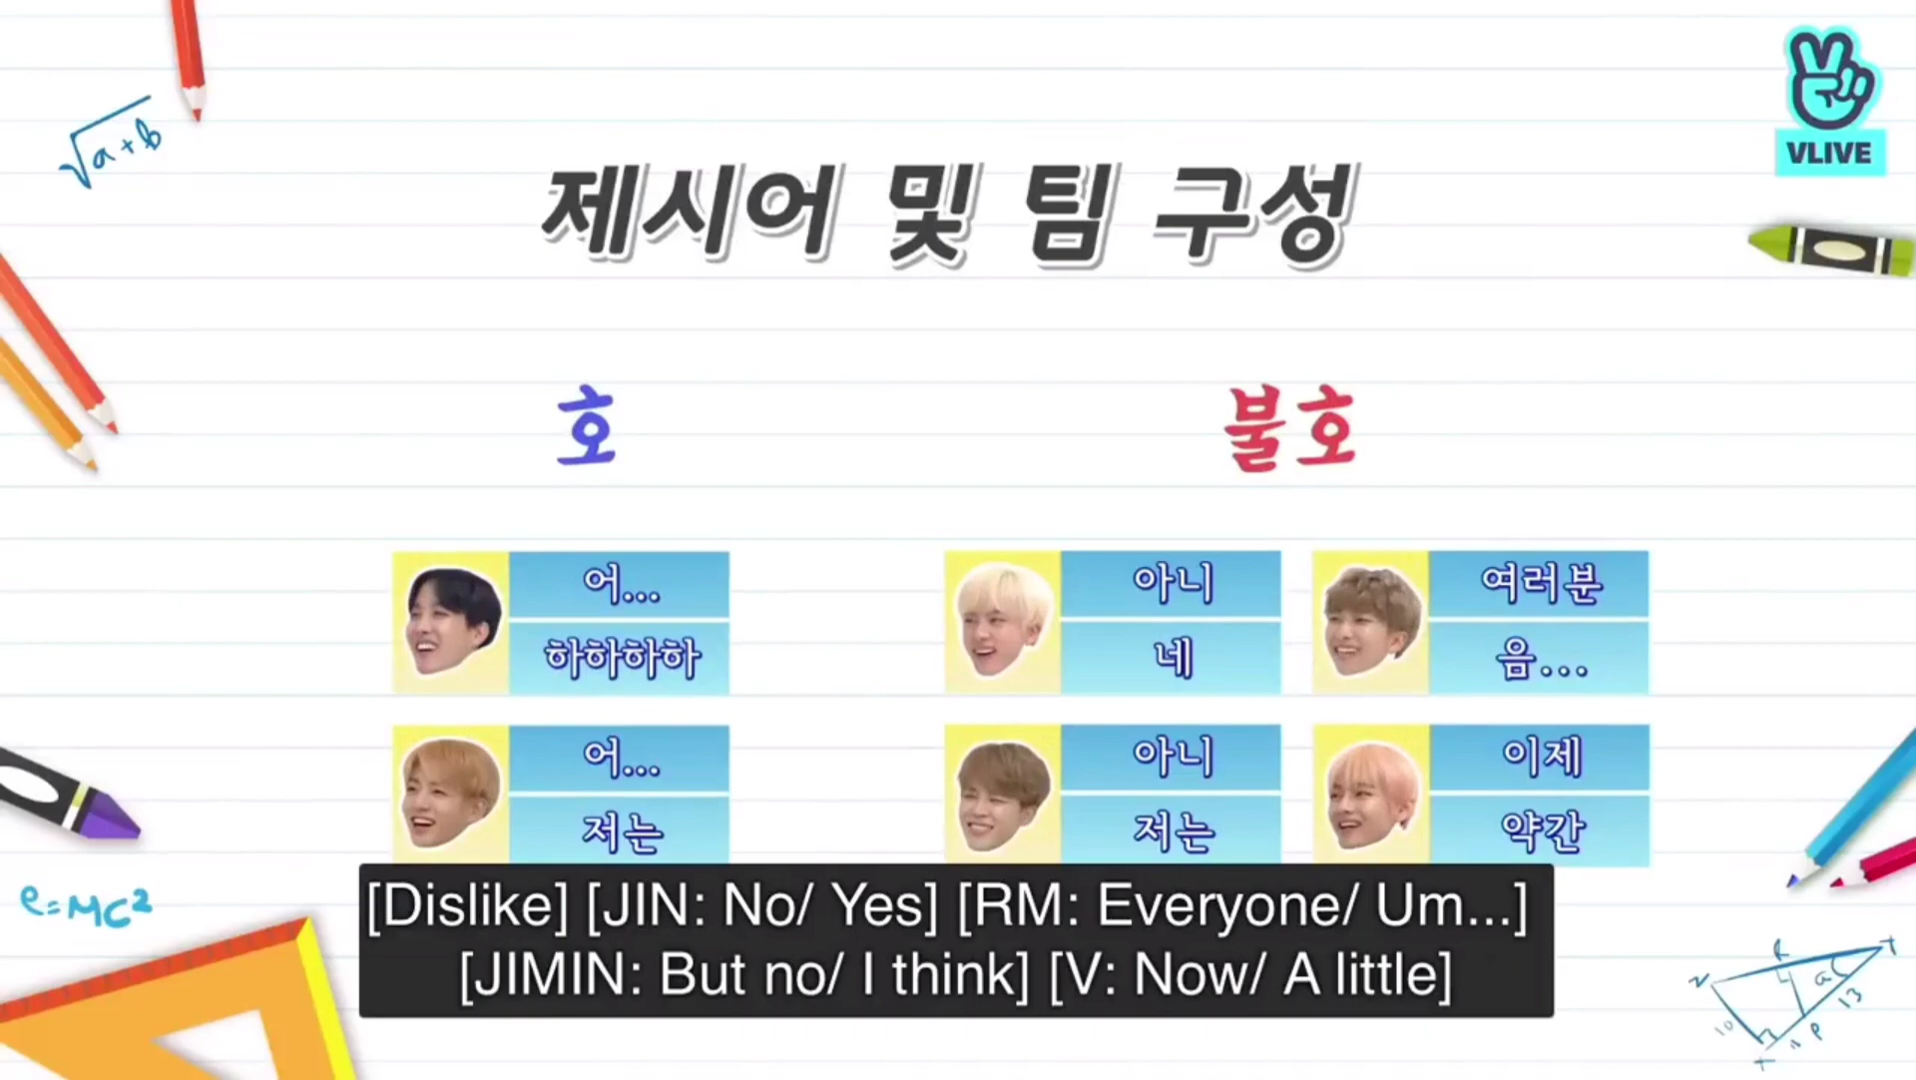 √a+b
VLIVE
제시어 및 팀 구성
호
불호
어...
하하하하
아니
네
여러분
음...
어...
저는
아니
저는
이제
약간
[Dislike] [JIN: No/ Yes] [RM: Everyone/ Um...]
[JIMIN: But no/ I think] [V: Now/ A little]
e=MC²